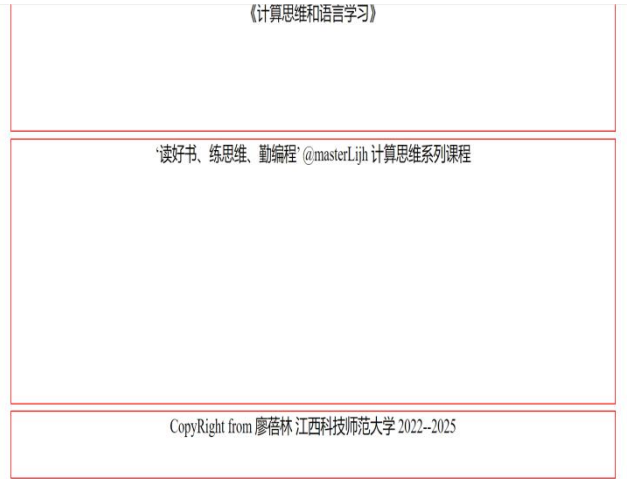 《计算思维和语言学习》
‘读好书、练思维、勤编程’ @masterLijh 计算思维系列课程
CopyRight from 廖蓓林 江西科技师范大学 2022--2025